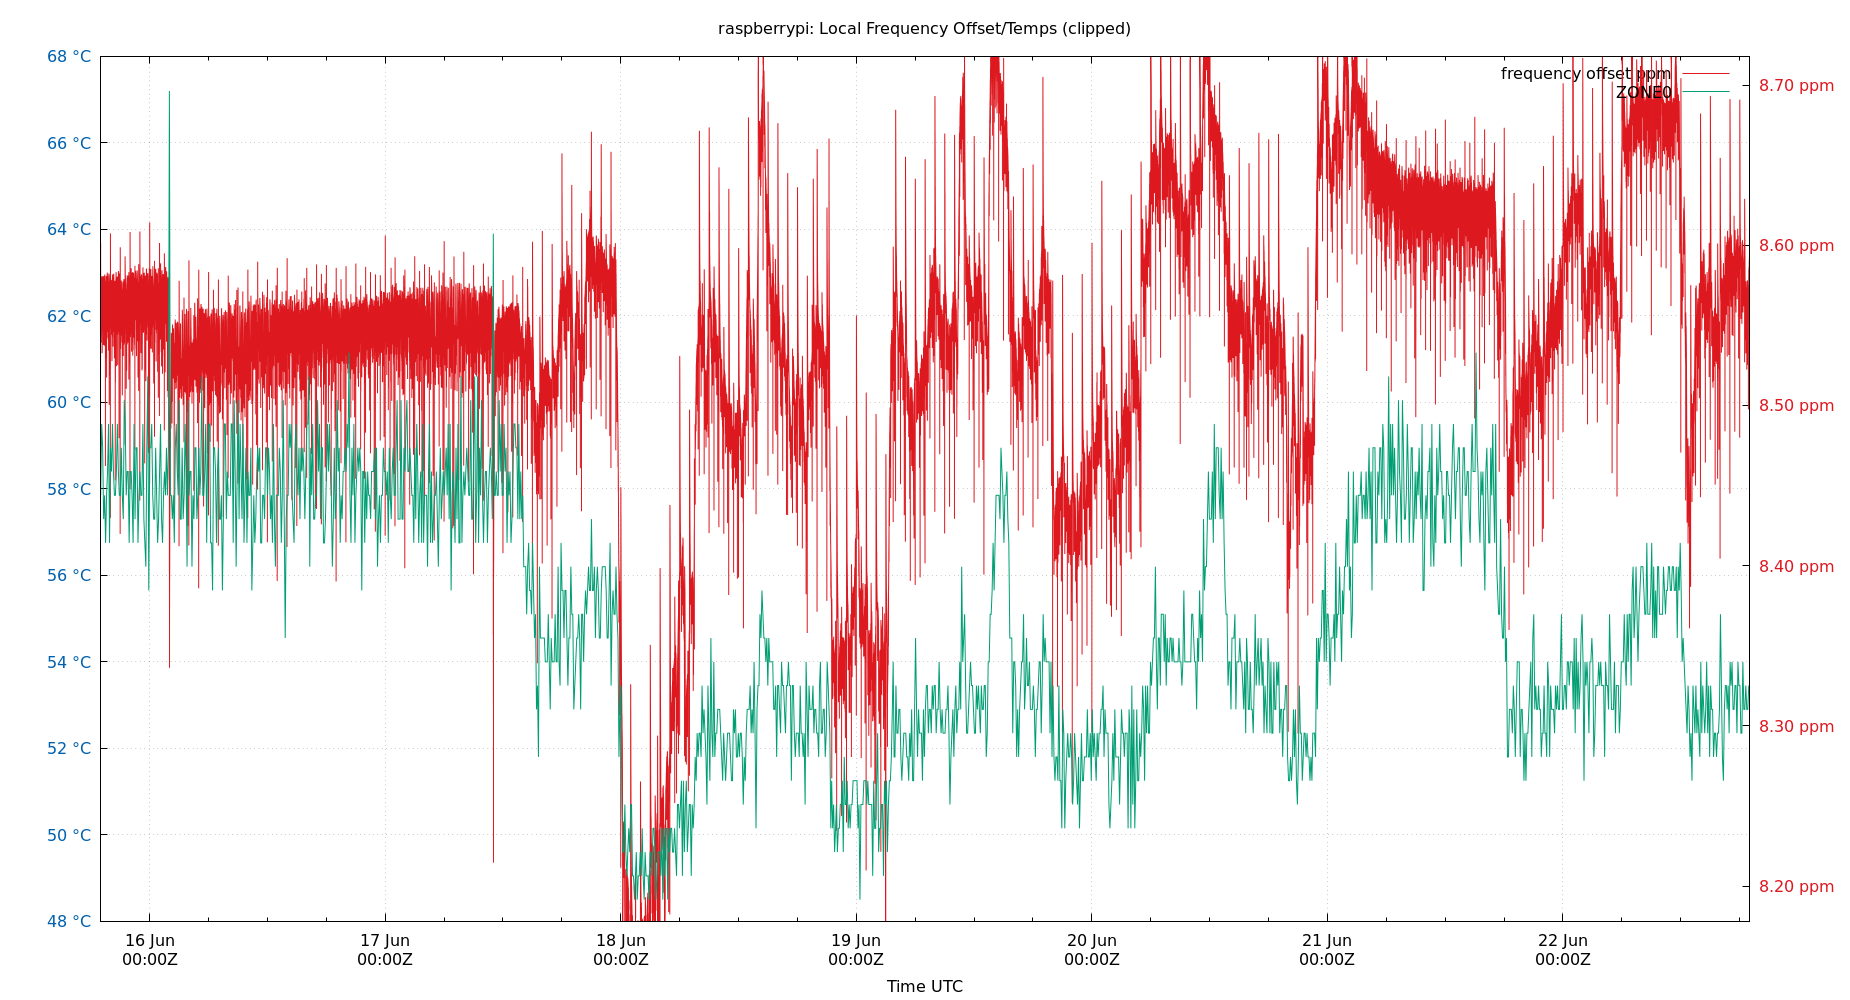 raspberrypi: Local Frequency Offset/Temps (clipped)
68 °C
66 °C
64 °C
62 °C
60 °C
58 °C
56 °C
54 °C
52 °C
50 °C
48 °C
frequency offset ppm
ZONE0
8.70 ppm
8.60 ppm
8.50 ppm
8.40 ppm
8.30 ppm
8.20 ppm
16 Jun
00:00Z
17 Jun
00:00Z
18 Jun
00:00Z
19 Jun
00:00Z
20 Jun
00:00Z
21 Jun
00:00Z
22 Jun
00:00Z
Time UTC